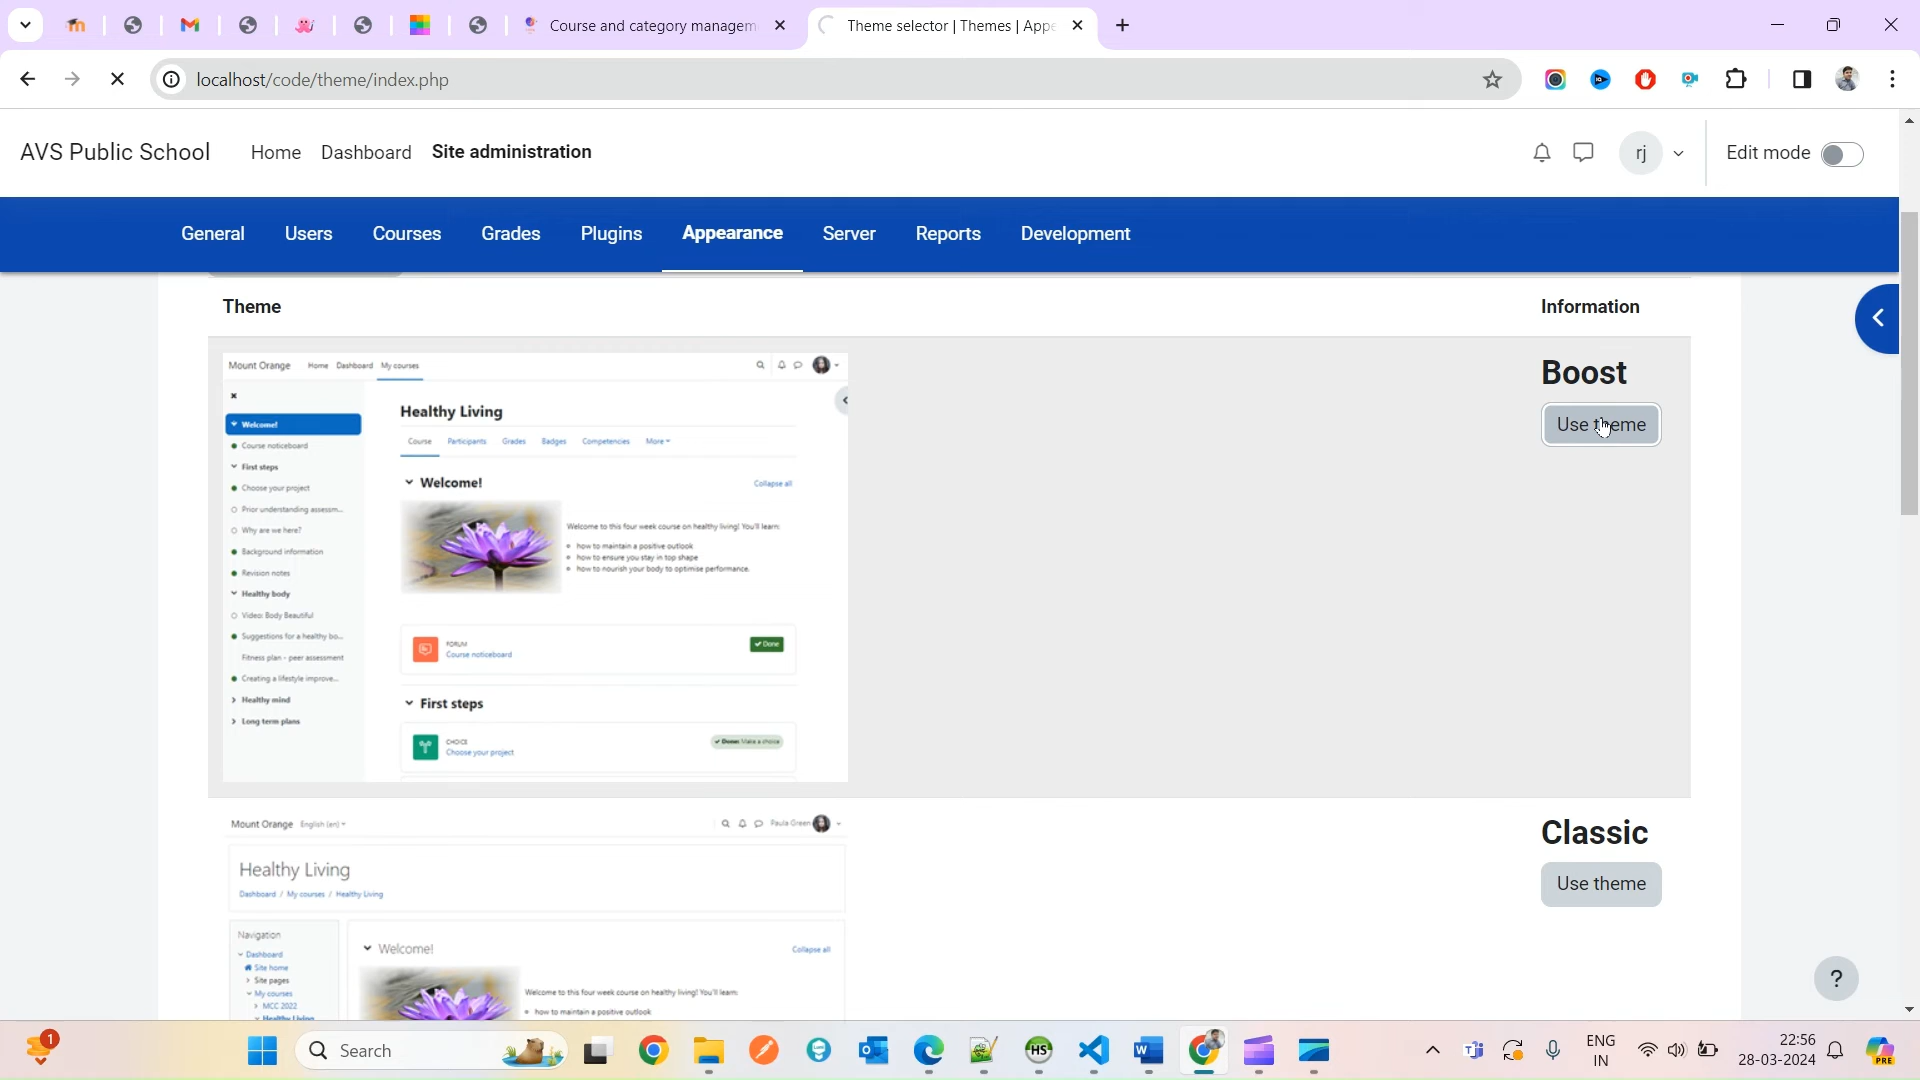 Course and category managem
Theme selector | Themes | Appe
localhost/code/theme/index.php
AVS Public School
Home
Dashboard
Site administration
rj
Edit mode
General
Users
Courses
Grades
Plugins
Appearance
Server
Reports
Development
Theme
Information
Mount Orange
Home
Dashboard
My courses
Welcome!
Course noticeboard
First steps
Choose your project
Prior understanding assessm...
Why are we here?
Background information
Revision notes
Healthy body
Video: Body Beautiful
Suggestions for a healthy bo...
Fitness plan - peer assessment
Creating a lifestyle improve...
Healthy mind
Long term plans
Healthy Living
Course
Participants
Grades
Badges
Competencies
More
Welcome!
Collapse all
Welcome to this four week course on healthy living! You'll learn:
how to maintain a positive outlook
how to ensure you stay in top shape
how to nourish your body to optimise performance.
FORUM
Course noticeboard
Done
First steps
CHOICE
Choose your project
Done: Make a choice
Boost
Use theme
Mount Orange
English (en)
Paula Green
Healthy Living
Dashboard / My courses / Healthy Living
Navigation
Dashboard
Site home
Site pages
My courses
MCC 2022
Healthy Living
Welcome!
Collapse all
Welcome to this four week course on healthy living! You'll learn:
how to maintain a positive outlook
Classic
Use theme
?
1
Search
HS
ENG
IN
22:56
28-03-2024
PRE